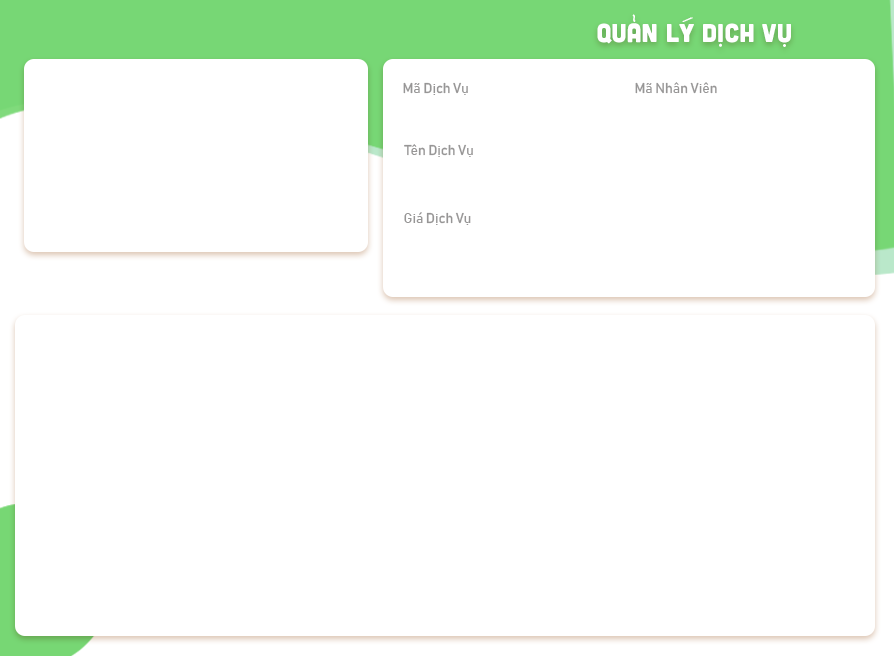 QUẢN LÝ DỊCH VỤ
Mã Dịch Vụ
Mã Nhân Viên
Tên Dịch Vụ
Giá Dịch Vụ